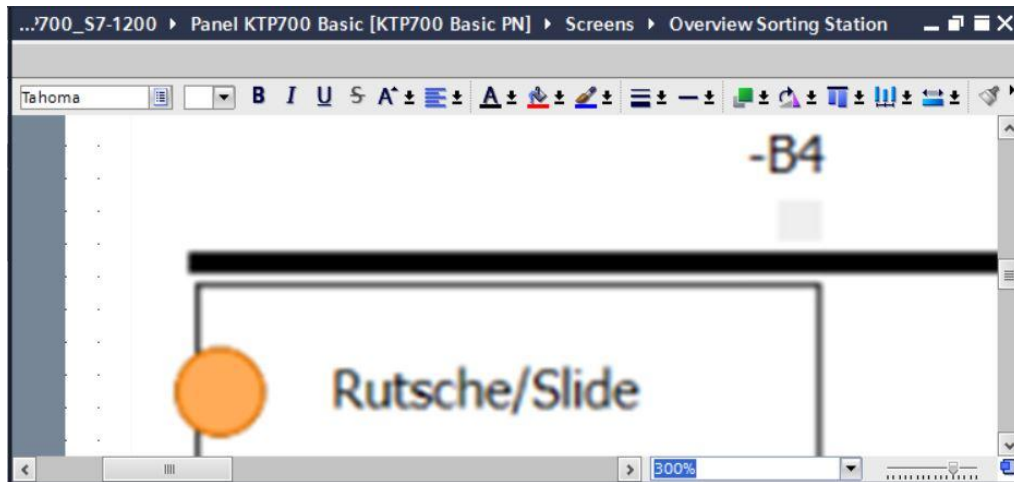 ...'700_S7-1200 ▸ Panel KTP700 Basic [KTP700 Basic PN] ▸ Screens ▸ Overview Sorting Station
Tahoma B I U S A A
-B4
Rutsche/Slide
300%